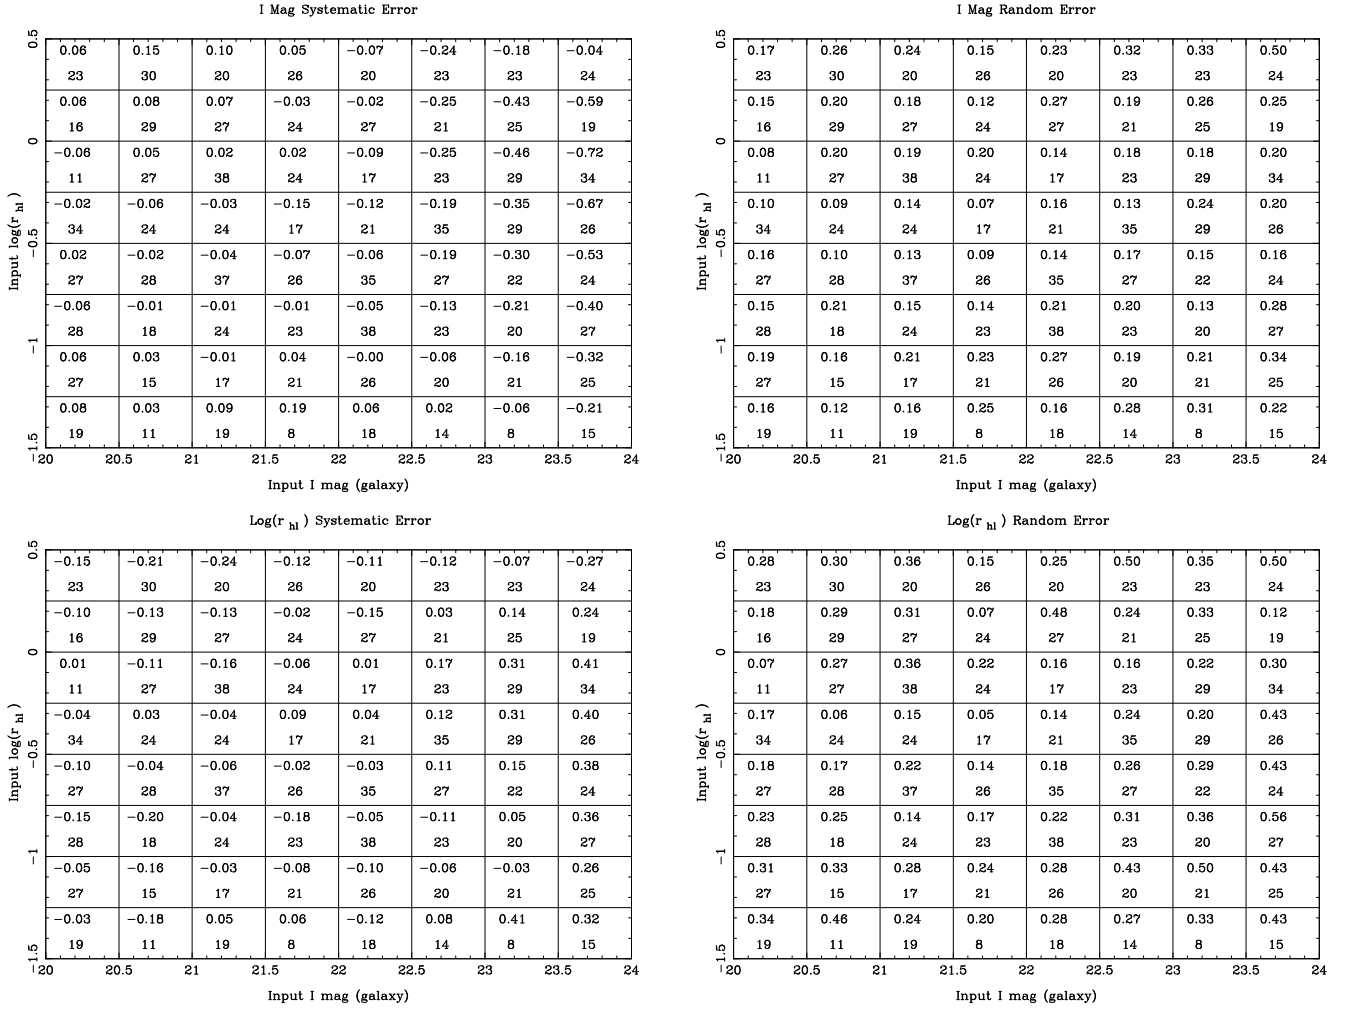 I Mag Systematic Error
0.5
0.06 0.15 0.10 0.05 −0.07 −0.24 −0.18 −0.04
23 30 20 26 20 23 23 24
0.06 0.08 0.07 −0.03 −0.02 −0.25 −0.43 −0.59
16 29 27 24 27 21 25 19
0
−0.06 0.05 0.02 0.02 −0.09 −0.25 −0.46 −0.72
11 27 38 24 17 23 29 34
Input log(r hl )
−0.02 −0.06 −0.03 −0.15 −0.12 −0.19 −0.35 −0.67
34 24 24 17 21 35 29 26
−0.5
0.02 −0.02 −0.04 −0.07 −0.06 −0.19 −0.30 −0.53
27 28 37 26 35 27 22 24
−0.06 −0.01 −0.01 −0.01 −0.05 −0.13 −0.21 −0.40
28 18 24 23 38 23 20 27
−1
0.06 0.03 −0.01 0.04 −0.00 −0.06 −0.16 −0.32
27 15 17 21 26 20 21 25
0.08 0.03 0.09 0.19 0.06 0.02 −0.06 −0.21
19 11 19 8 18 14 8 15
−1.5
20 20.5 21 21.5 22 22.5 23 23.5 24
Input I mag (galaxy)
I Mag Random Error
0.5
0.17 0.26 0.24 0.15 0.23 0.32 0.33 0.50
23 30 20 26 20 23 23 24
0.15 0.20 0.18 0.12 0.27 0.19 0.26 0.25
16 29 27 24 27 21 25 19
0
0.08 0.20 0.19 0.20 0.14 0.18 0.18 0.20
11 27 38 24 17 23 29 34
Input log(r hl )
0.10 0.09 0.14 0.07 0.16 0.13 0.24 0.20
34 24 24 17 21 35 29 26
−0.5
0.16 0.10 0.13 0.09 0.14 0.17 0.15 0.16
27 28 37 26 35 27 22 24
0.15 0.21 0.15 0.14 0.21 0.20 0.13 0.28
28 18 24 23 38 23 20 27
−1
0.19 0.16 0.21 0.23 0.27 0.19 0.21 0.34
27 15 17 21 26 20 21 25
0.16 0.12 0.16 0.25 0.16 0.28 0.31 0.22
19 11 19 8 18 14 8 15
−1.5
20 20.5 21 21.5 22 22.5 23 23.5 24
Input I mag (galaxy)
Log(r hl ) Systematic Error
0.5
−0.15 −0.21 −0.24 −0.12 −0.11 −0.12 −0.07 −0.27
23 30 20 26 20 23 23 24
−0.10 −0.13 −0.13 −0.02 −0.15 0.03 0.14 0.24
16 29 27 24 27 21 25 19
0
0.01 −0.11 −0.16 −0.06 0.01 0.17 0.31 0.41
11 27 38 24 17 23 29 34
Input log(r hl )
−0.04 0.03 −0.04 0.09 0.04 0.12 0.31 0.40
34 24 24 17 21 35 29 26
−0.5
−0.10 −0.04 −0.06 −0.02 −0.03 0.11 0.15 0.38
27 28 37 26 35 27 22 24
−0.15 −0.20 −0.04 −0.18 −0.05 −0.11 0.05 0.36
28 18 24 23 38 23 20 27
−1
−0.05 −0.16 −0.03 −0.08 −0.10 −0.06 −0.03 0.26
27 15 17 21 26 20 21 25
−0.03 −0.18 0.05 0.06 −0.12 0.08 0.41 0.32
19 11 19 8 18 14 8 15
−1.5
20 20.5 21 21.5 22 22.5 23 23.5 24
Input I mag (galaxy)
Log(r hl ) Random Error
0.5
0.28 0.30 0.36 0.15 0.25 0.50 0.35 0.50
23 30 20 26 20 23 23 24
0.18 0.29 0.31 0.07 0.48 0.24 0.33 0.12
16 29 27 24 27 21 25 19
0
0.07 0.27 0.36 0.22 0.16 0.16 0.22 0.30
11 27 38 24 17 23 29 34
Input log(r hl )
0.17 0.06 0.15 0.05 0.14 0.24 0.20 0.43
34 24 24 17 21 35 29 26
−0.5
0.18 0.17 0.22 0.14 0.18 0.26 0.29 0.43
27 28 37 26 35 27 22 24
0.23 0.25 0.14 0.17 0.22 0.31 0.36 0.56
28 18 24 23 38 23 20 27
−1
0.31 0.33 0.28 0.24 0.28 0.43 0.50 0.43
27 15 17 21 26 20 21 25
0.34 0.46 0.24 0.20 0.28 0.27 0.33 0.43
19 11 19 8 18 14 8 15
−1.5
20 20.5 21 21.5 22 22.5 23 23.5 24
Input I mag (galaxy)